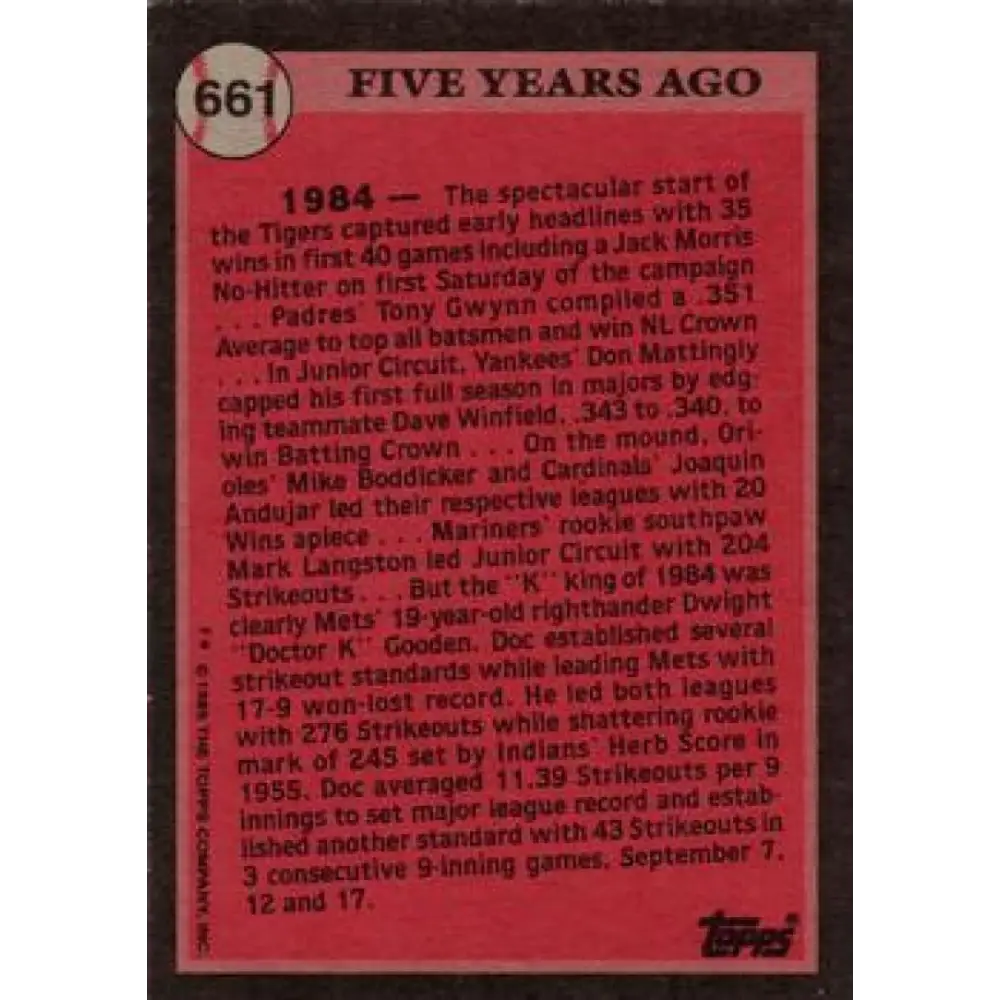 661
FIVE YEARS AGO
1984 — The spectacular start of
the Tigers captured early headlines with 35
wins in first 40 games including a Jack Morris
No-Hitter on first Saturday of the campaign
. . . Padres' Tony Gwynn compiled a .351
Average to top all batsmen and win NL Crown
. . . In Junior Circuit, Yankees' Don Mattingly
capped his first full season in majors by edg-
ing teammate Dave Winfield, .343 to .340, to
win Batting Crown . . . On the mound, Ori-
oles' Mike Boddicker and Cardinals' Joaquin
Andujar led their respective leagues with 20
Wins apiece . . . Mariners' rookie southpaw
Mark Langston led Junior Circuit with 204
Strikeouts . . . But the "K" king of 1984 was
clearly Mets' 19-year-old righthander Dwight
"Doctor K" Gooden. Doc established several
strikeout standards while leading Mets with
17-9 won-lost record. He led both leagues
with 276 Strikeouts while shattering rookie
mark of 245 set by Indians' Herb Score in
1955. Doc averaged 11.39 Strikeouts per 9
innings to set major league record and estab-
lished another standard with 43 Strikeouts in
3 consecutive 9-inning games, September 7,
12 and 17.
© 1989 THE TOPPS COMPANY, INC.
topps®